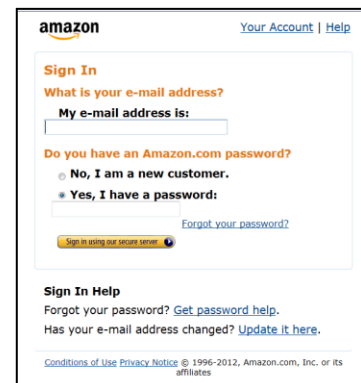 amazon
Your Account | Help
Sign In
What is your e-mail address?
My e-mail address is:
Do you have an Amazon.com password?
No, I am a new customer.
Yes, I have a password:
Forgot your password?
Sign in using our secure server
Sign In Help
Forgot your password? Get password help.
Has your e-mail address changed? Update it here.
Conditions of Use Privacy Notice © 1996-2012, Amazon.com, Inc. or its
affiliates